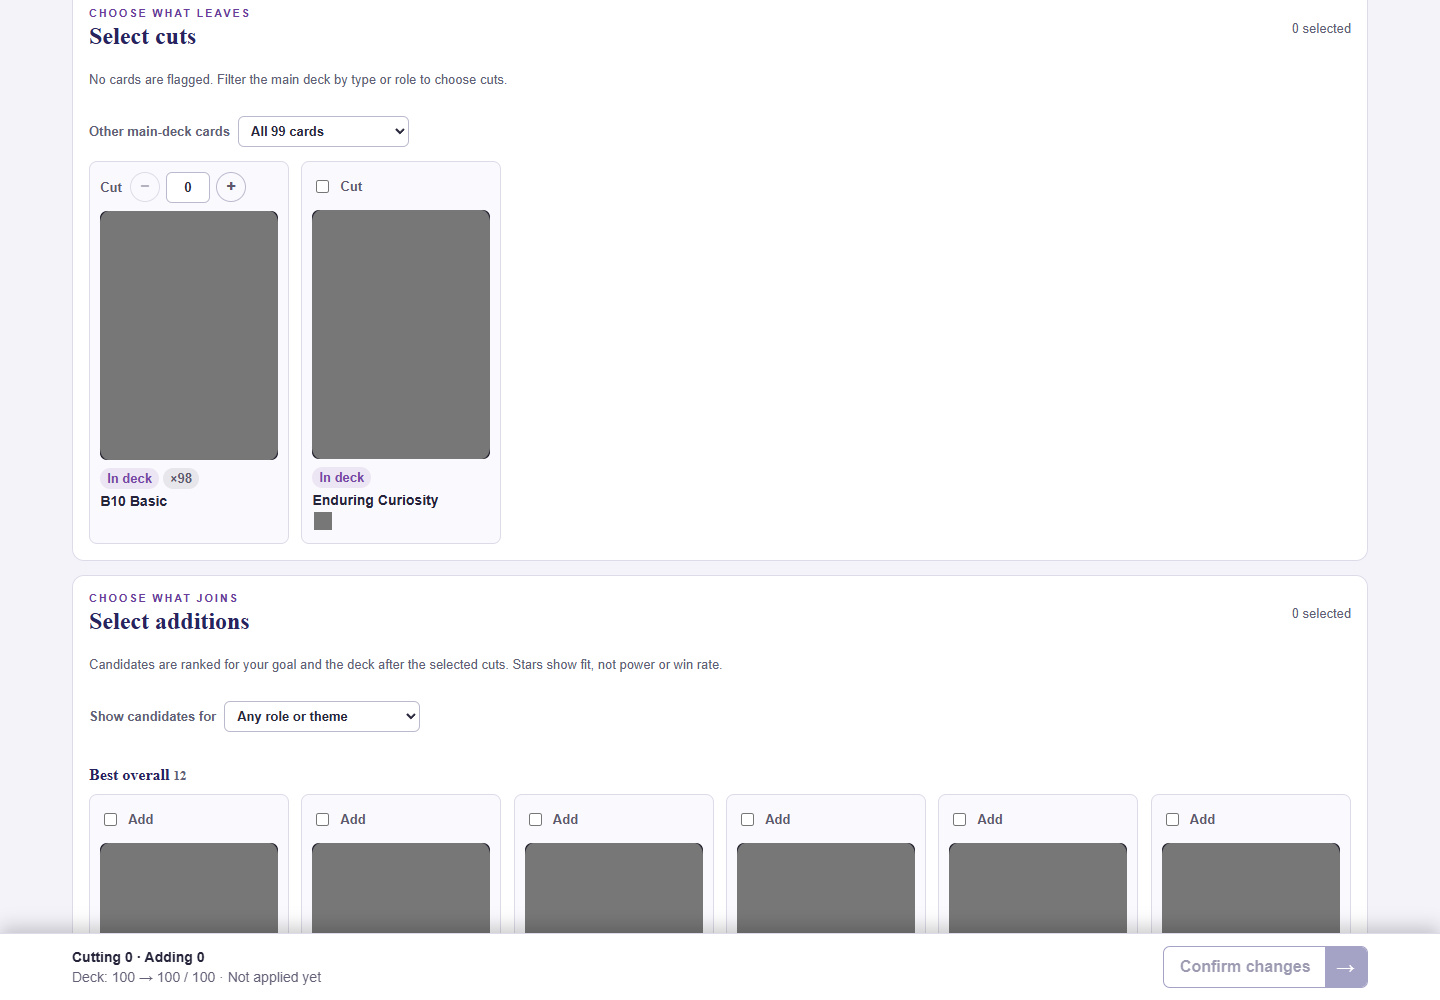 CHOOSE WHAT LEAVES
Select cuts
0 selected
No cards are flagged. Filter the main deck by type or role to choose cuts.
Other main-deck cards All 99 cards
Cut − 0 +
Cut
In deck ×98
B10 Basic
In deck
Enduring Curiosity
CHOOSE WHAT JOINS
Select additions
0 selected
Candidates are ranked for your goal and the deck after the selected cuts. Stars show fit, not power or win rate.
Show candidates for Any role or theme
Best overall 12
Add Add Add Add Add Add
Cutting 0 · Adding 0
Deck: 100 → 100 / 100 · Not applied yet
Confirm changes →